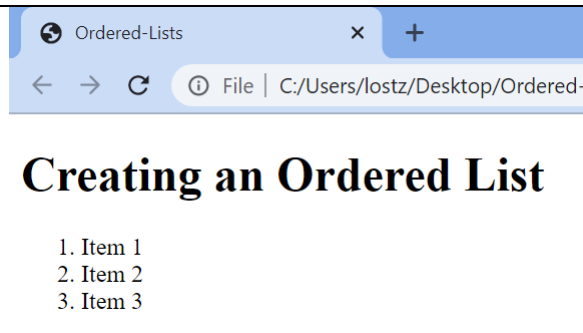 Ordered-Lists
File | C:/Users/lostz/Desktop/Ordered-
Creating an Ordered List
1. Item 1
2. Item 2
3. Item 3